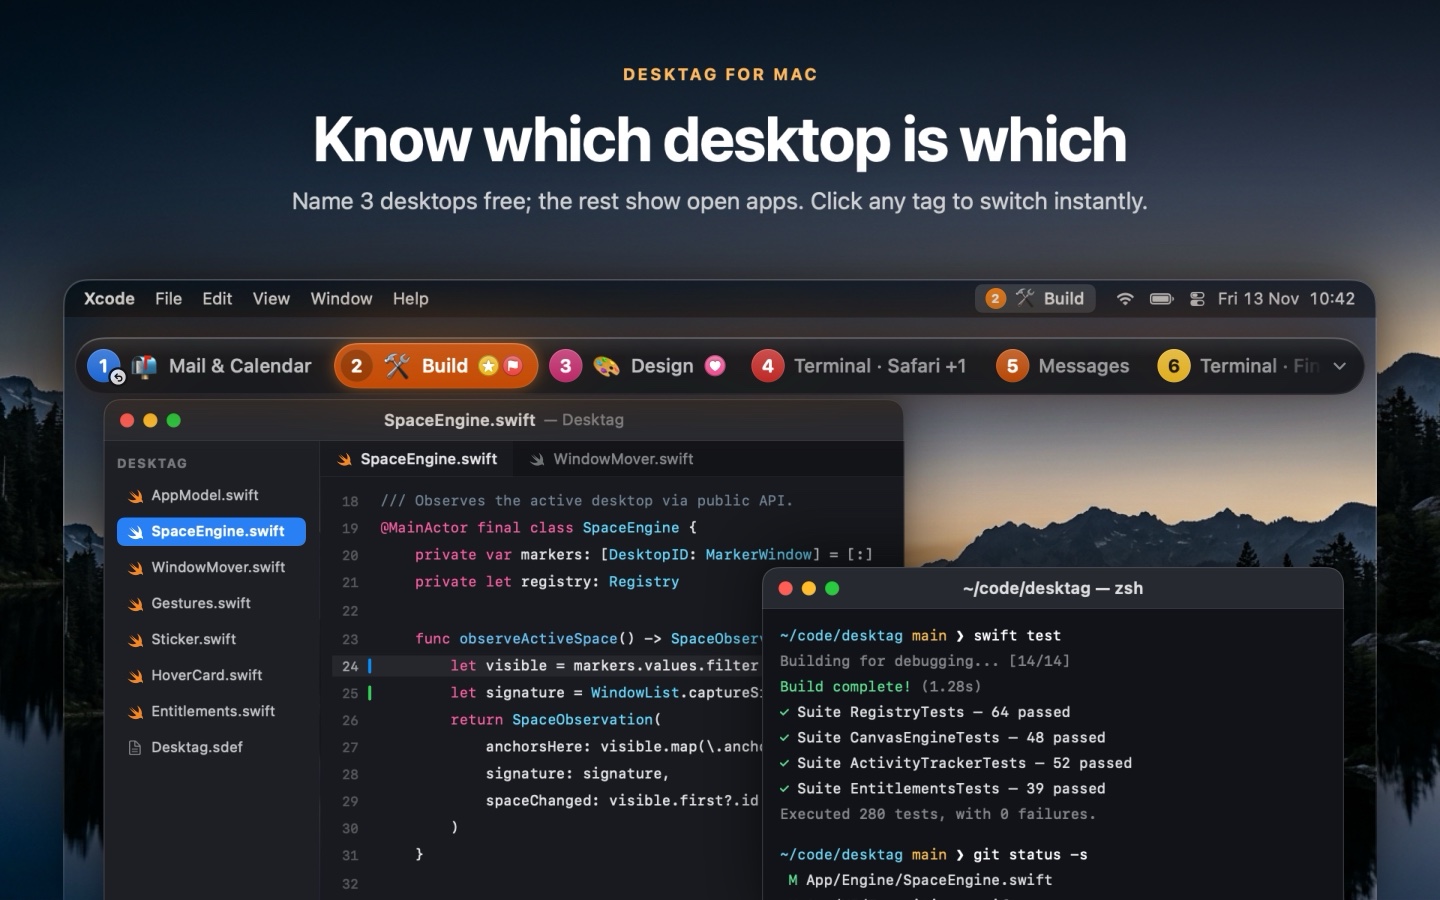 DESKTAG FOR MAC
Know which desktop is which
Name 3 desktops free; the rest show open apps. Click any tag to switch instantly.
Xcode File Edit View Window Help 2 Build Fri 13 Nov 10:42
1 Mail & Calendar 2 Build 3 Design 4 Terminal · Safari +1 5 Messages 6 Terminal · Fin
SpaceEngine.swift — Desktag
DESKTAG
AppModel.swift
SpaceEngine.swift
WindowMover.swift
Gestures.swift
Sticker.swift
HoverCard.swift
Entitlements.swift
Desktag.sdef
SpaceEngine.swift WindowMover.swift
18 /// Observes the active desktop via public API.
19 @MainActor final class SpaceEngine {
20 private var markers: [DesktopID: MarkerWindow] = [:]
21 private let registry: Registry
22
23 func observeActiveSpace() -> SpaceObserv
24 let visible = markers.values.filter
25 let signature = WindowList.captureS
26 return SpaceObservation(
27 anchorsHere: visible.map(\.ancho
28 signature: signature,
29 spaceChanged: visible.first?.id
30 )
31 }
32
~/code/desktag — zsh
~/code/desktag main ❯ swift test
Building for debugging... [14/14]
Build complete! (1.28s)
✓ Suite RegistryTests — 64 passed
✓ Suite CanvasEngineTests — 48 passed
✓ Suite ActivityTrackerTests — 52 passed
✓ Suite EntitlementsTests — 39 passed
Executed 280 tests, with 0 failures.
~/code/desktag main ❯ git status -s
M App/Engine/SpaceEngine.swift